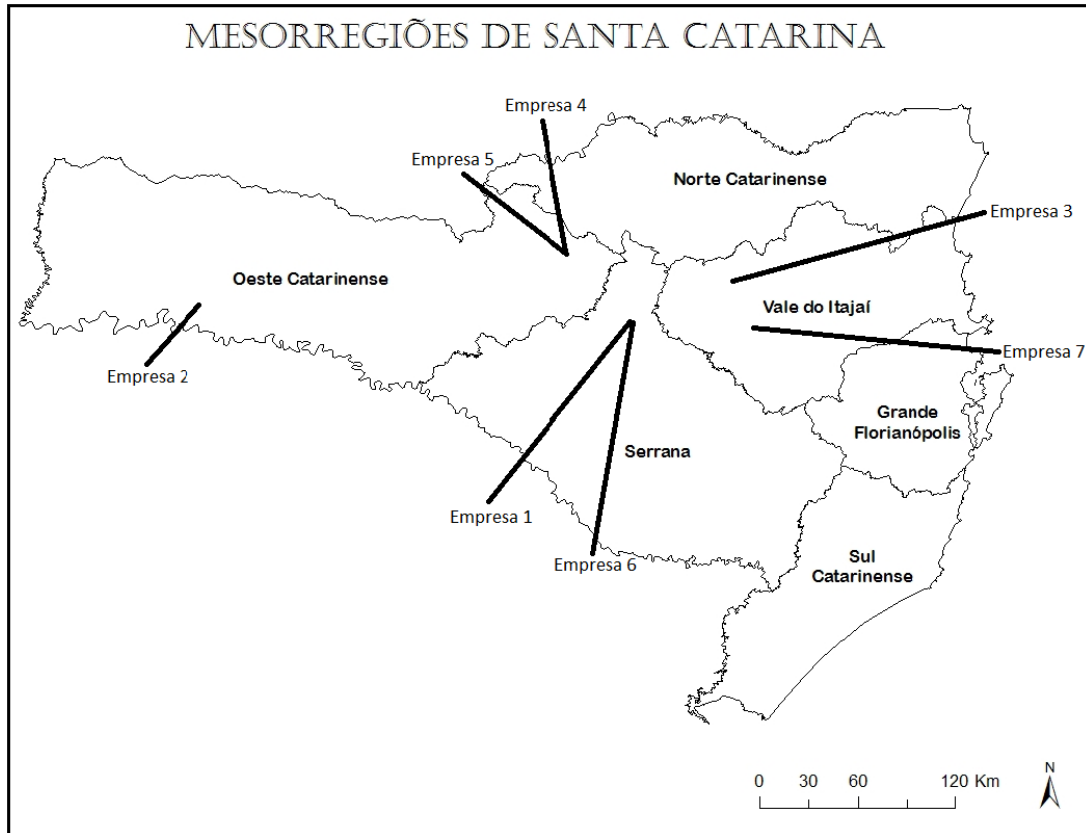 MESORREGIÕES DE SANTA CATARINA
Empresa 4
Empresa 5
Norte Catarinense
Empresa 3
Oeste Catarinense
Vale do Itajaí
Empresa 2
Empresa 7
Grande
Florianópolis
Serrana
Empresa 1
Empresa 6
Sul
Catarinense
0 30 60 120 Km
N